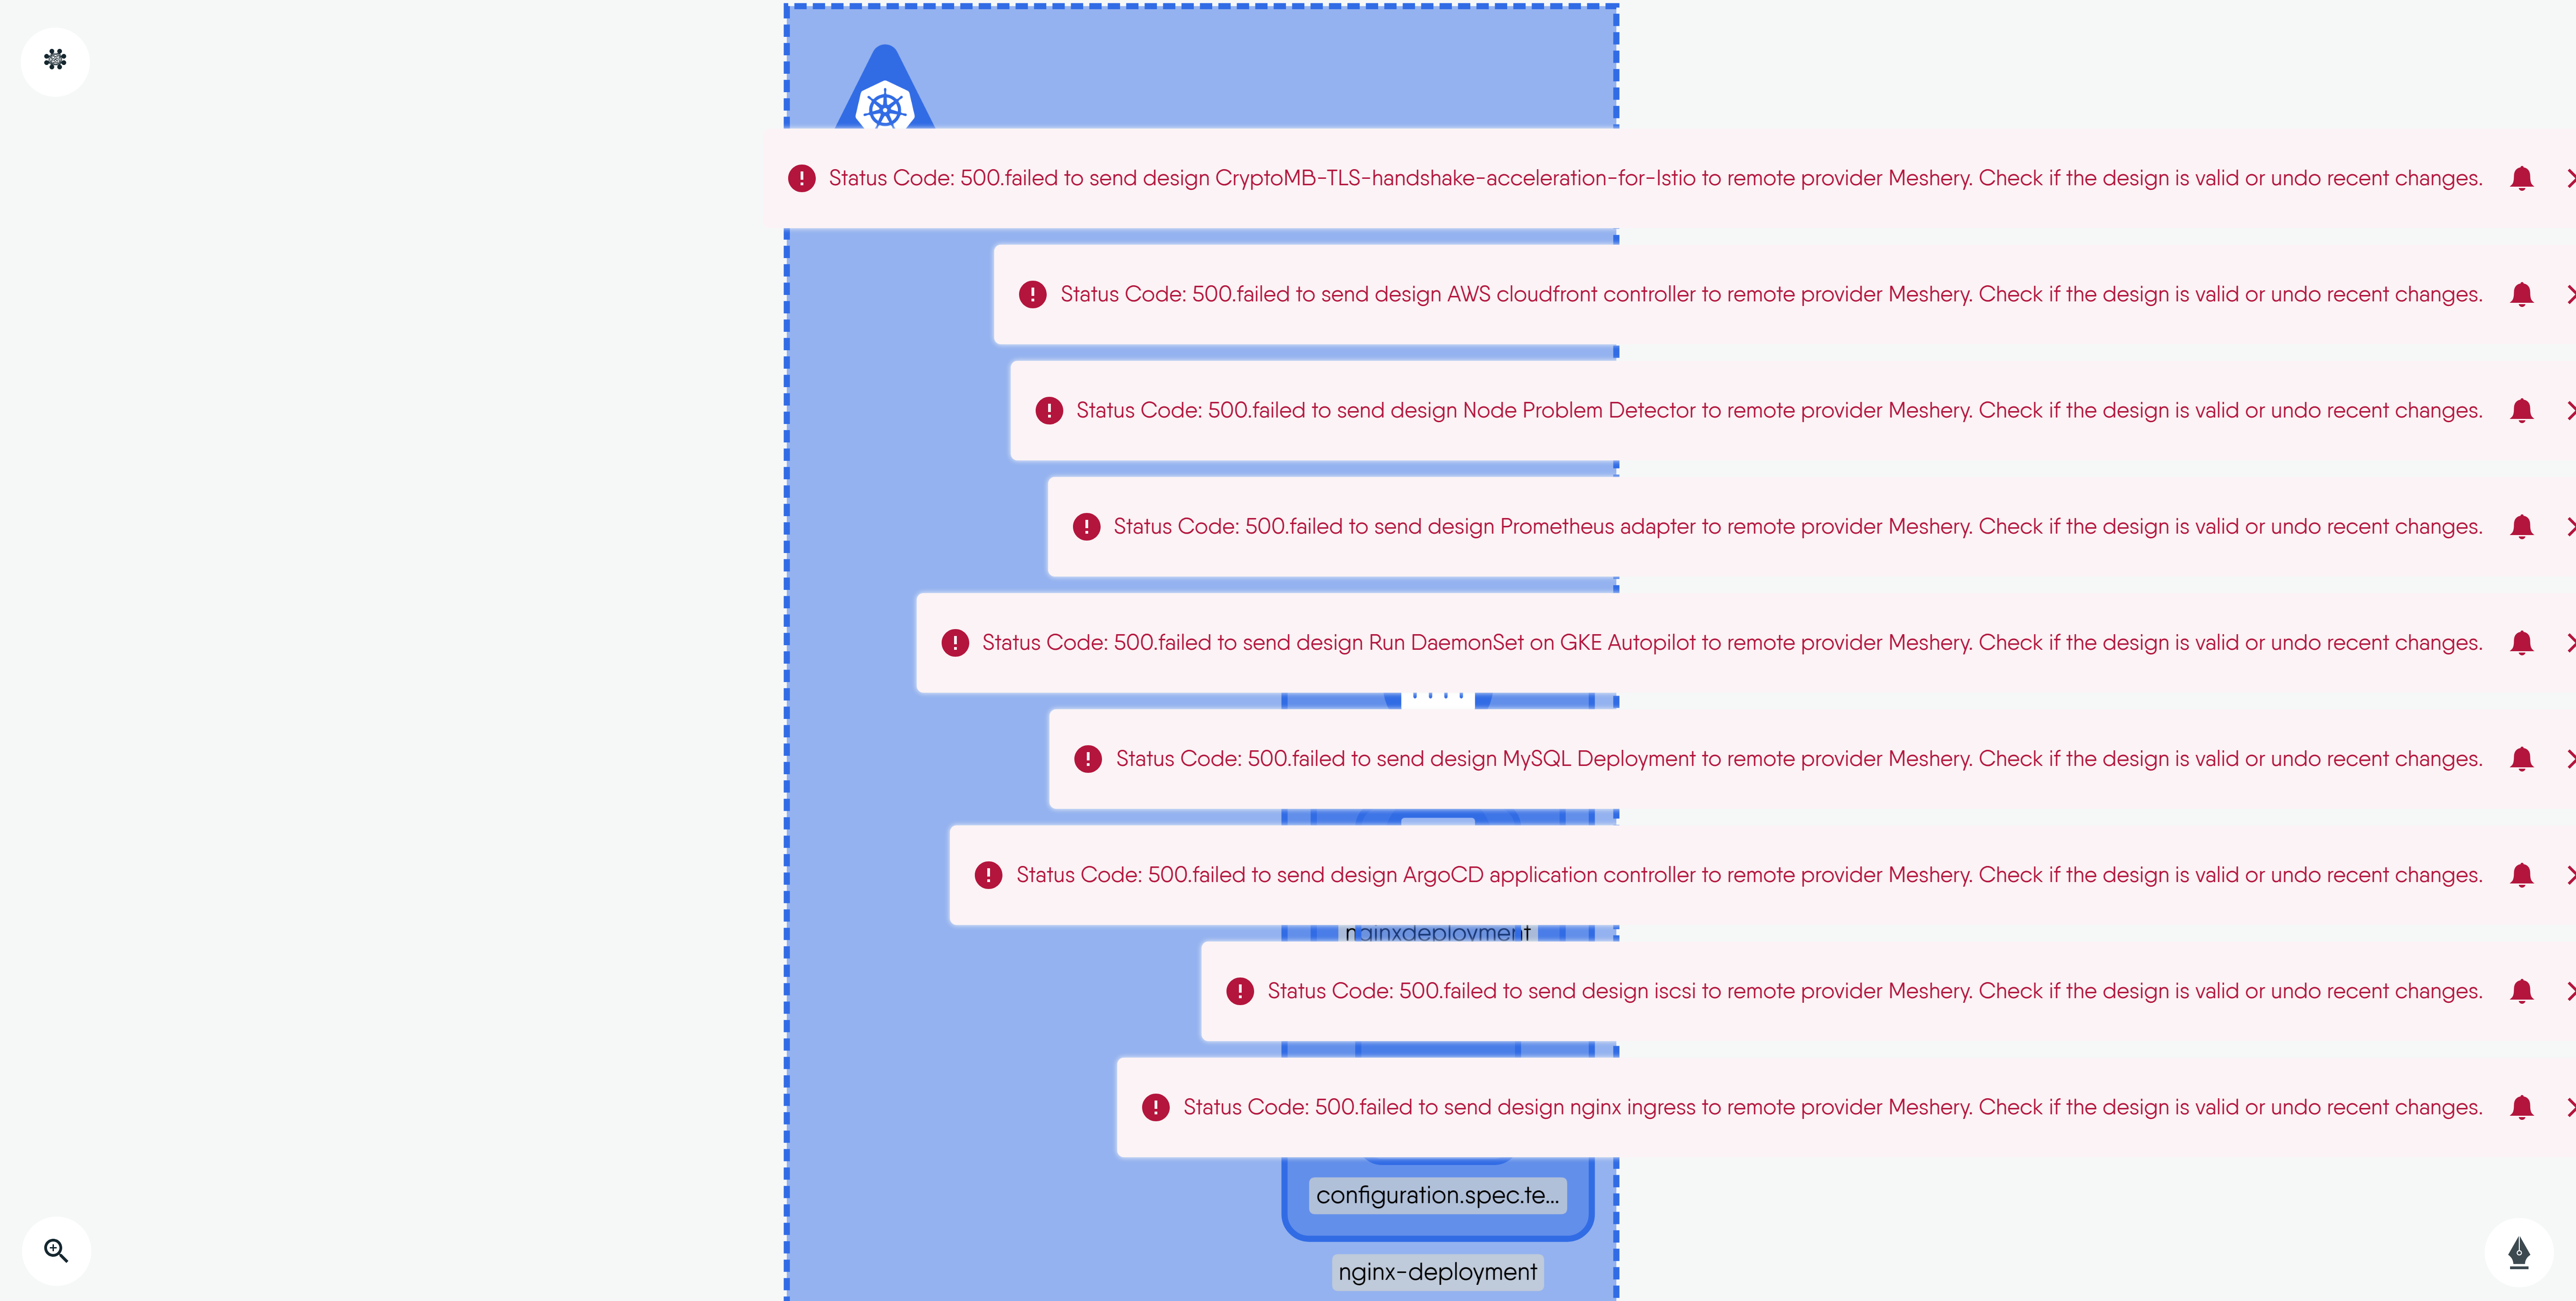 Status Code: 500.failed to send design CryptoMB-TLS-handshake-acceleration-for-Istio to remote provider Meshery. Check if the design is valid or undo recent changes.
Status Code: 500.failed to send design AWS cloudfront controller to remote provider Meshery. Check if the design is valid or undo recent changes.
Status Code: 500.failed to send design Node Problem Detector to remote provider Meshery. Check if the design is valid or undo recent changes.
Status Code: 500.failed to send design Prometheus adapter to remote provider Meshery. Check if the design is valid or undo recent changes.
Status Code: 500.failed to send design Run DaemonSet on GKE Autopilot to remote provider Meshery. Check if the design is valid or undo recent changes.
Status Code: 500.failed to send design MySQL Deployment to remote provider Meshery. Check if the design is valid or undo recent changes.
Status Code: 500.failed to send design ArgoCD application controller to remote provider Meshery. Check if the design is valid or undo recent changes.
nginxdeployment
Status Code: 500.failed to send design iscsi to remote provider Meshery. Check if the design is valid or undo recent changes.
Status Code: 500.failed to send design nginx ingress to remote provider Meshery. Check if the design is valid or undo recent changes.
configuration.spec.te...
nginx-deployment